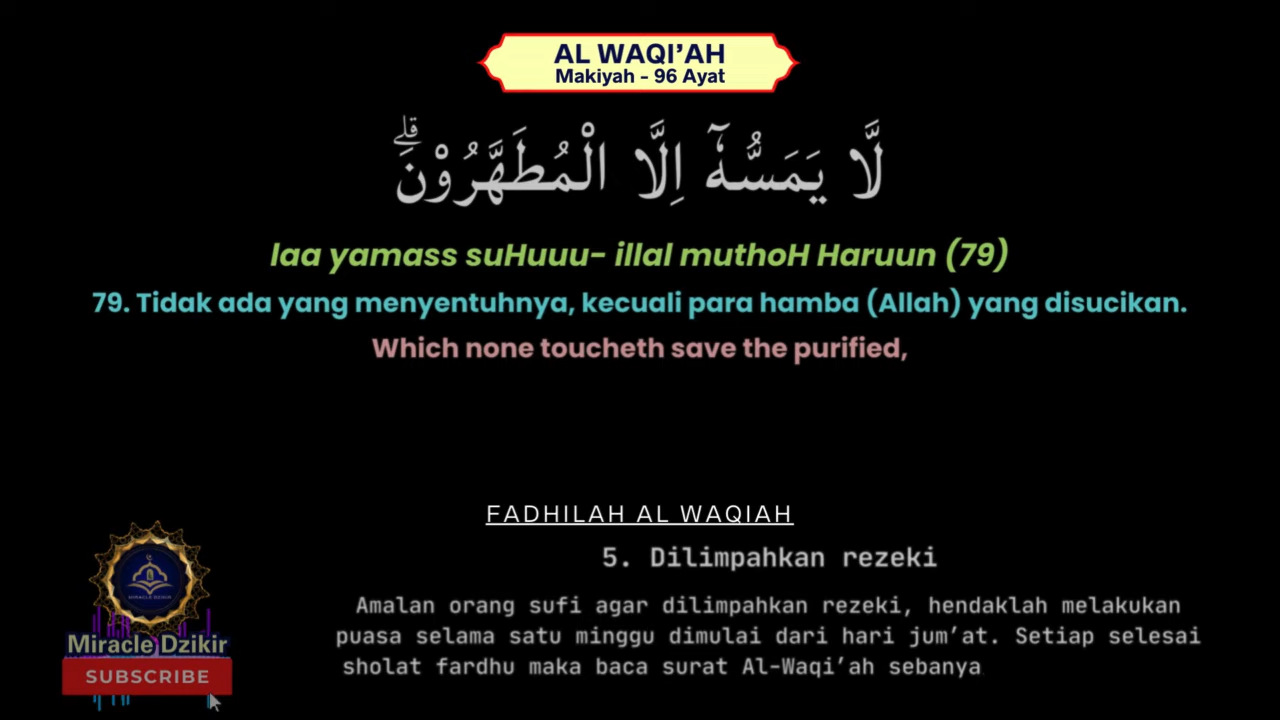 AL WAQI’AH
Makiyah - 96 Ayat
لَّا يَمَسُّهٗٓ اِلَّا الْمُطَهَّرُوْنَۗ
laa yamass suHuuu- illal muthoH Haruun (79)
79. Tidak ada yang menyentuhnya, kecuali para hamba (Allah) yang disucikan.
Which none toucheth save the purified,
FADHILAH AL WAQIAH
5. Dilimpahkan rezeki
Amalan orang sufi agar dilimpahkan rezeki, hendaklah melakukan
puasa selama satu minggu dimulai dari hari jum’at. Setiap selesai
sholat fardhu maka baca surat Al-Waqi’ah sebanya
MIRACLE DZIKIR
Miracle Dzikir
SUBSCRIBE